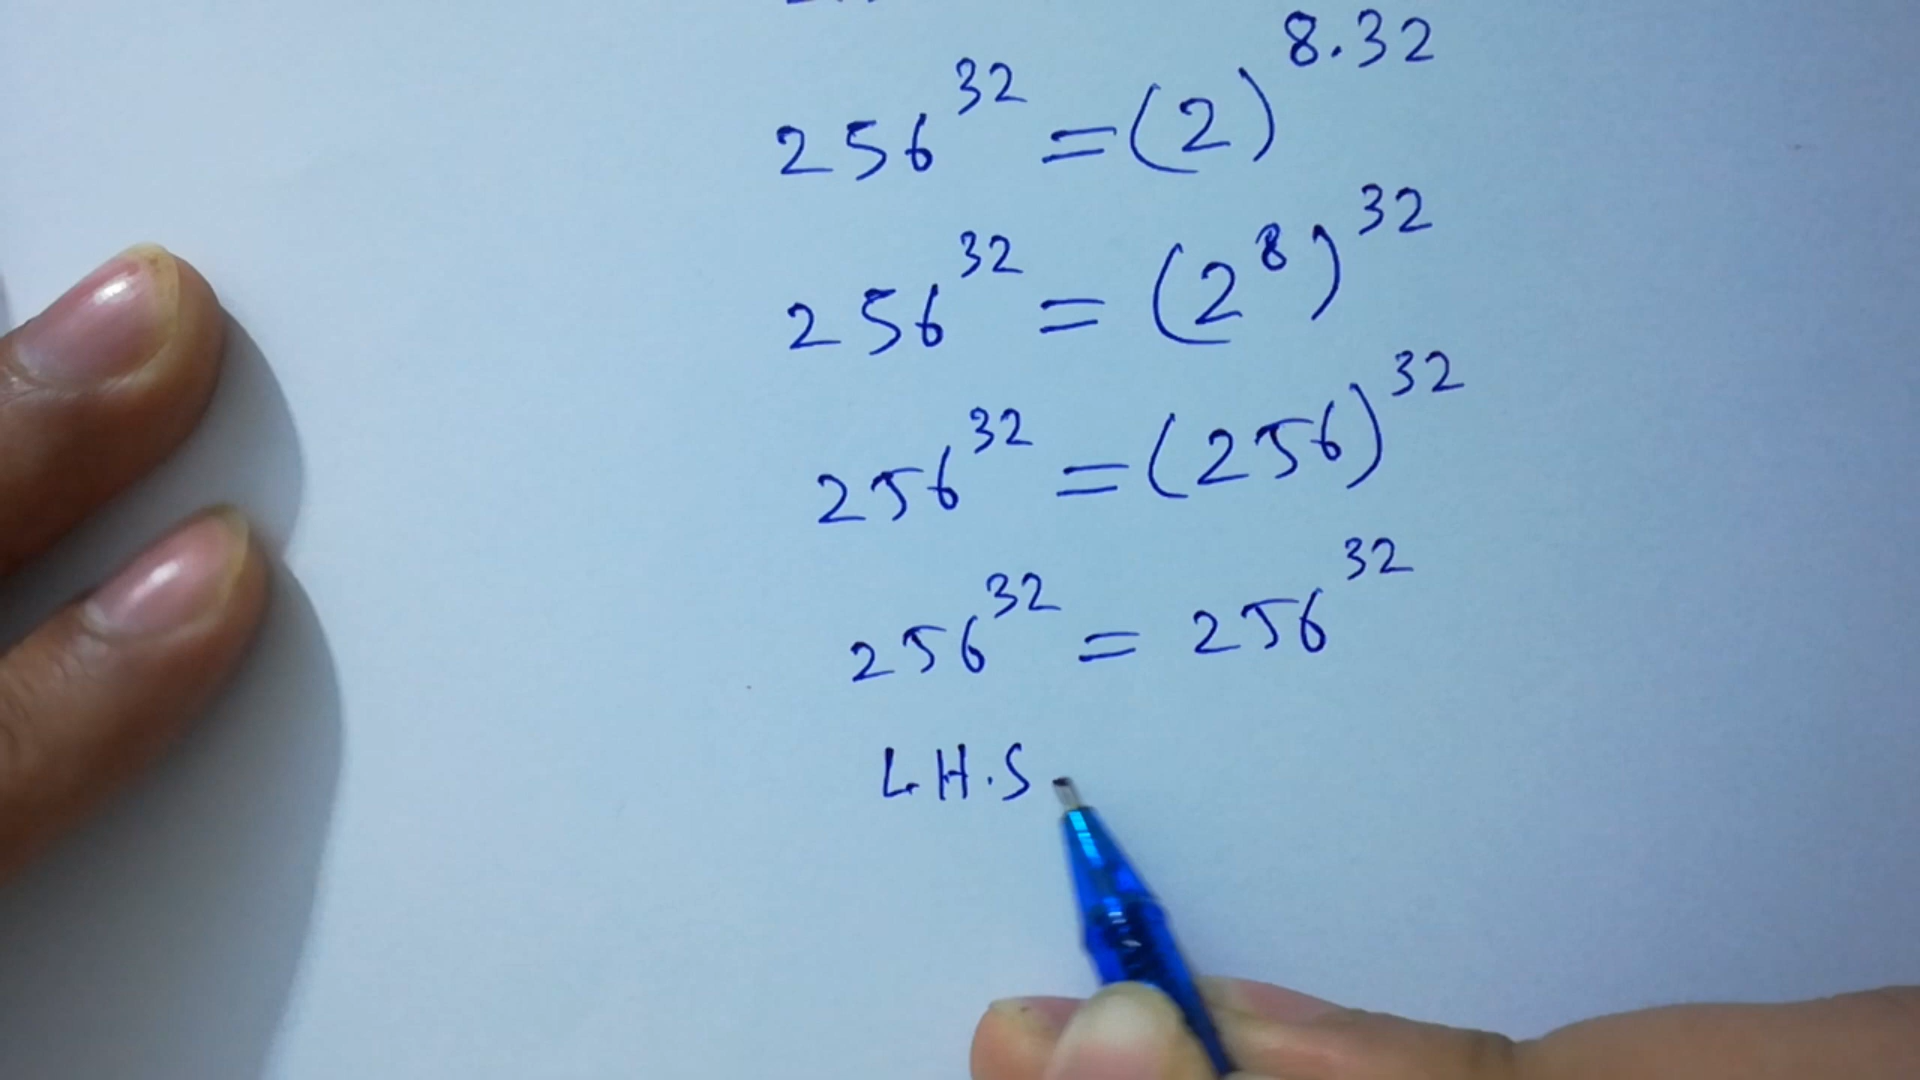 256^32 = (2)^8.32
256^32 = (2^8)^32
256^32 = (256)^32
256^32 = 256^32
L.H.S